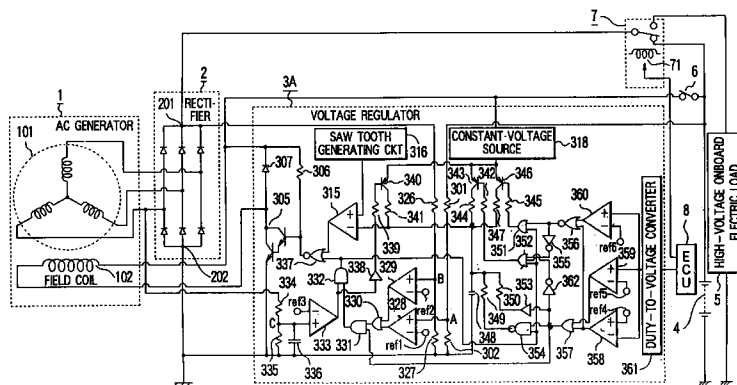 7
71
6
1
2
3A
AC GENERATOR
101
102
FIELD COIL
201
RECTI-
FIER
202
VOLTAGE REGULATOR
SAW TOOTH
GENERATING CKT
316
CONSTANT-VOLTAGE
SOURCE
318
307
306
305
315
340
326
341
339
301
343
342
344
346
345
347
352
351
360
356
ref6
355
362
359
ref5
ref4
358
357
353
350
349
348
354
361
DUTY-TO-VOLTAGE CONVERTER
ECU
8
HIGH-VOLTAGE ONBOARD
ELECTRIC LOAD
5
4
337
338
332
329
330
328
331
B
ref2
A
ref1
327
302
334
ref3
C
333
335
336